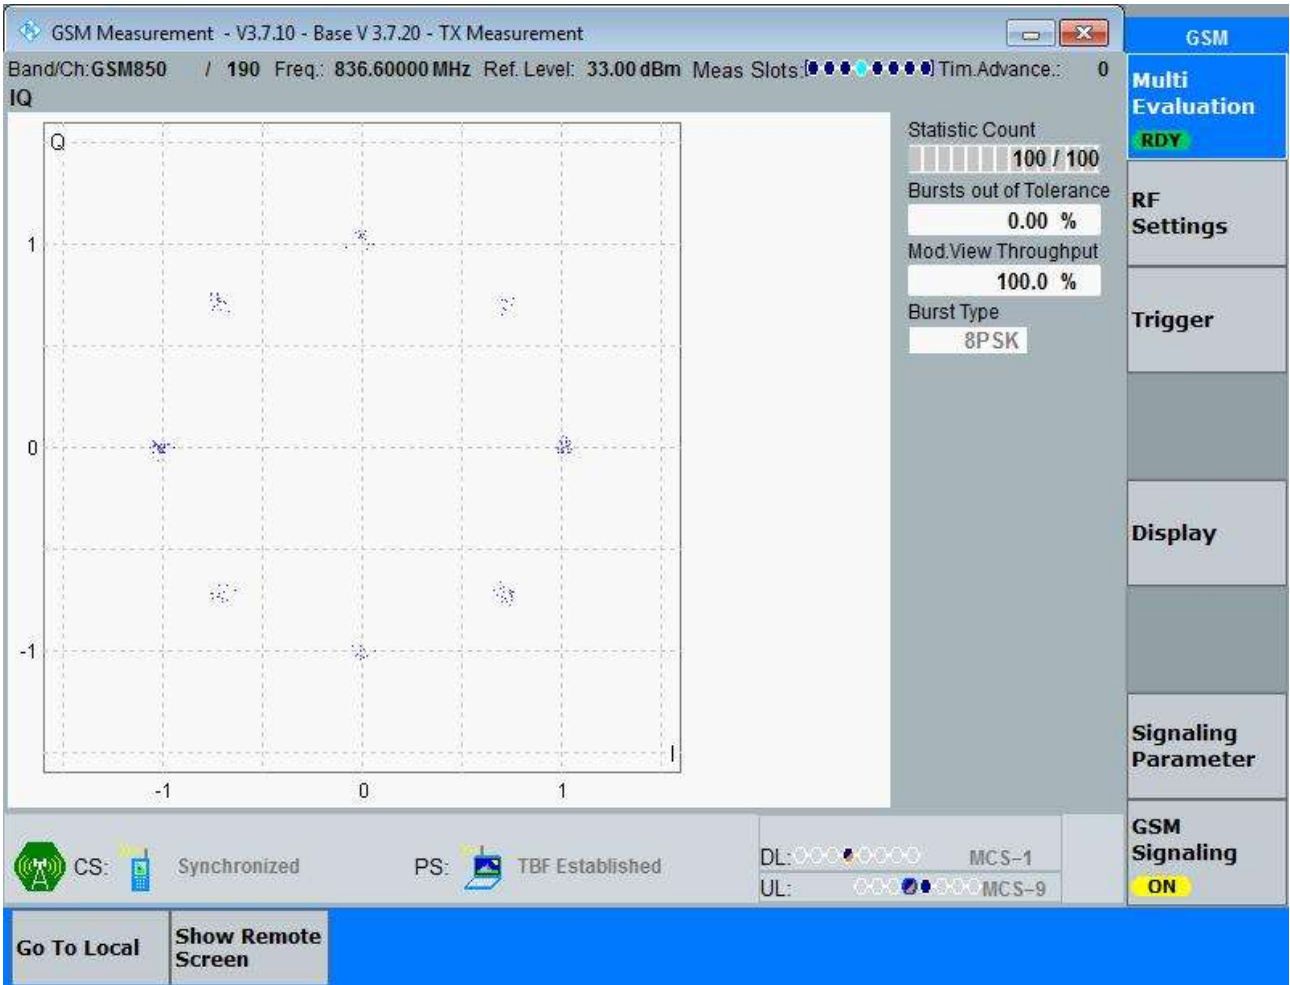 GSM Measurement - V3.7.10 - Base V 3.7.20 - TX Measurement
GSM
Band/Ch:GSM850 / 190 Freq.: 836.60000 MHz Ref. Level: 33.00 dBm Meas Slots: Tim.Advance.: 0
IQ
Multi
Evaluation
RDY
Q
1
0
-1
-1 0 1
I
Statistic Count
100 / 100
Bursts out of Tolerance
0.00 %
Mod.View Throughput
100.0 %
Burst Type
8PSK
RF
Settings
Trigger
Display
Signaling
Parameter
GSM
Signaling
ON
CS: Synchronized PS: TBF Established
DL: MCS-1
UL: MCS-9
Go To Local
Show Remote
Screen